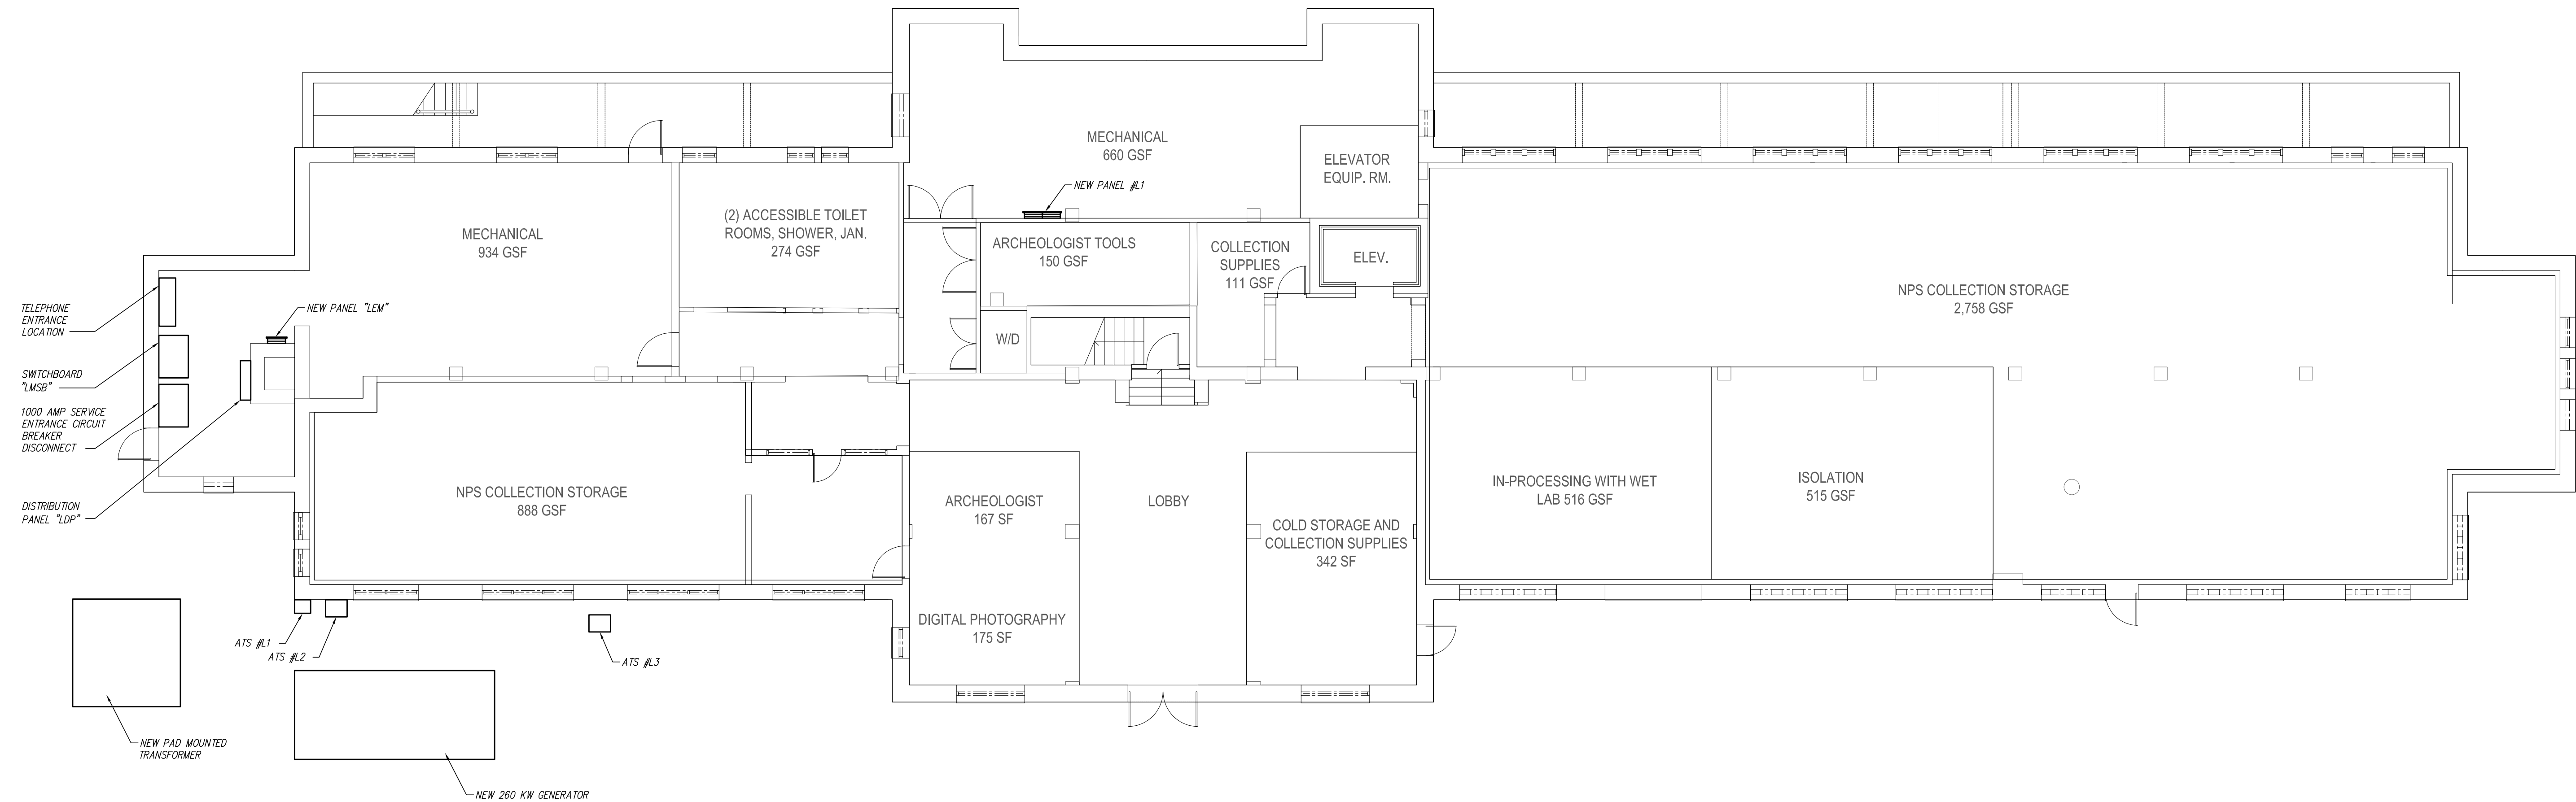 MECHANICAL
660 GSF
ELEVATOR
EQUIP. RM.
NEW PANEL #L1
(2) ACCESSIBLE TOILET
ROOMS, SHOWER, JAN.
274 GSF
MECHANICAL
934 GSF
ARCHEOLOGIST TOOLS
150 GSF
COLLECTION
SUPPLIES
111 GSF
ELEV.
NPS COLLECTION STORAGE
2,758 GSF
TELEPHONE
ENTRANCE
LOCATION
NEW PANEL "LEM"
W/D
SWITCHBOARD
"LMSB"
1000 AMP SERVICE
ENTRANCE CIRCUIT
BREAKER
DISCONNECT
DISTRIBUTION
PANEL "LDP"
NPS COLLECTION STORAGE
888 GSF
ARCHEOLOGIST
167 SF
LOBBY
COLD STORAGE AND
COLLECTION SUPPLIES
342 SF
IN-PROCESSING WITH WET
LAB 516 GSF
ISOLATION
515 GSF
DIGITAL PHOTOGRAPHY
175 SF
ATS #L1
ATS #L2
ATS #L3
NEW PAD MOUNTED
TRANSFORMER
NEW 260 KW GENERATOR